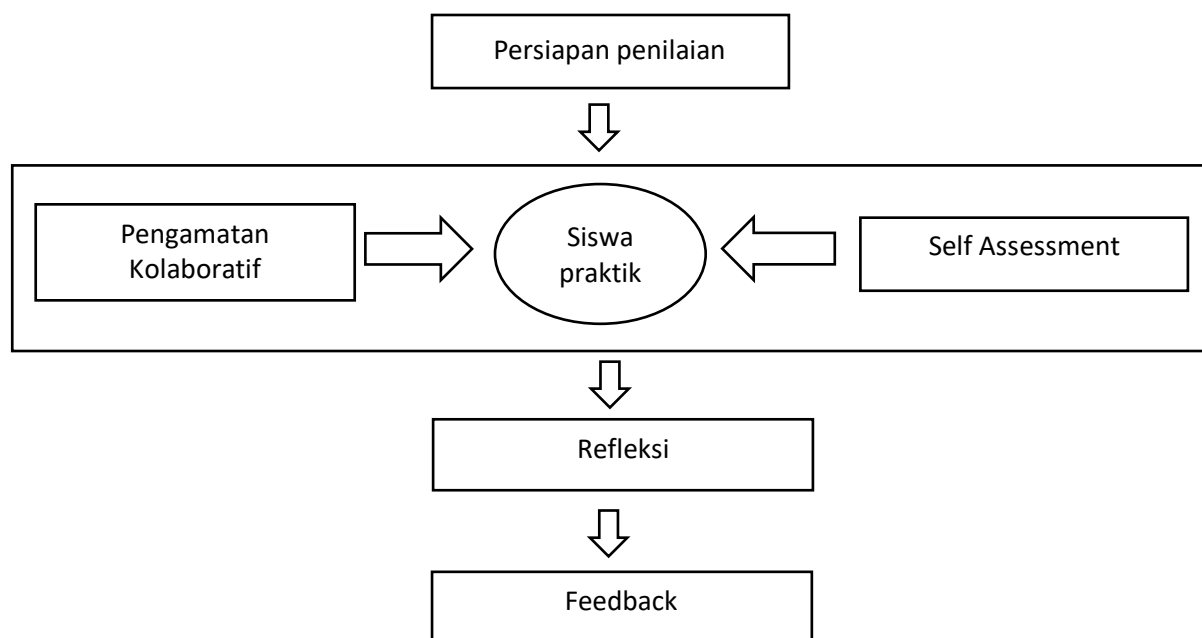 Persiapan penilaian
Pengamatan
Kolaboratif
Siswa
praktik
Self Assessment
Refleksi
Feedback